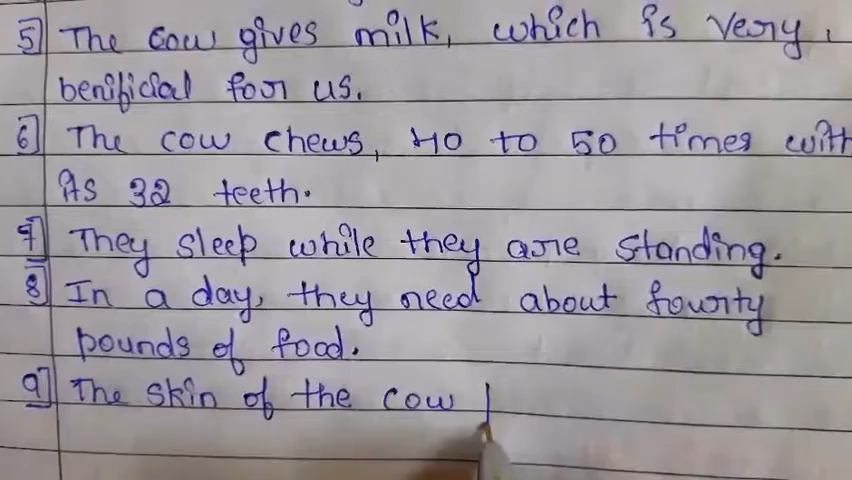 5] The cow gives milk, which is very,
benificial for us.
6] The cow chews, 40 to 50 times with
its 32 teeth.
7] They sleep while they are standing.
8] In a day, they need about fourty
pounds of food.
9] The skin of the cow